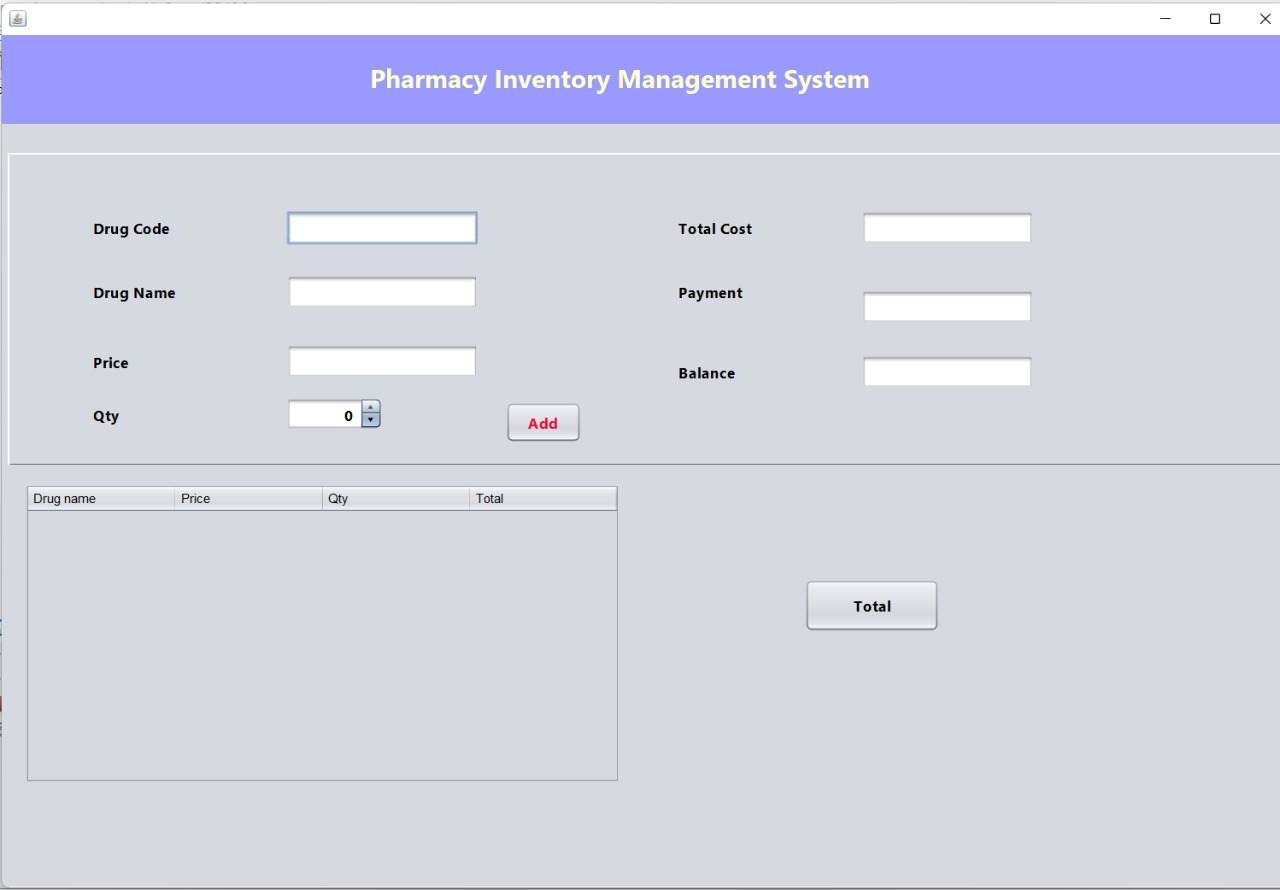 Pharmacy Inventory Management System
Drug Code
Total Cost
Drug Name
Payment
Price
Balance
Qty
0
Add
Drug name Price Qty Total
Total